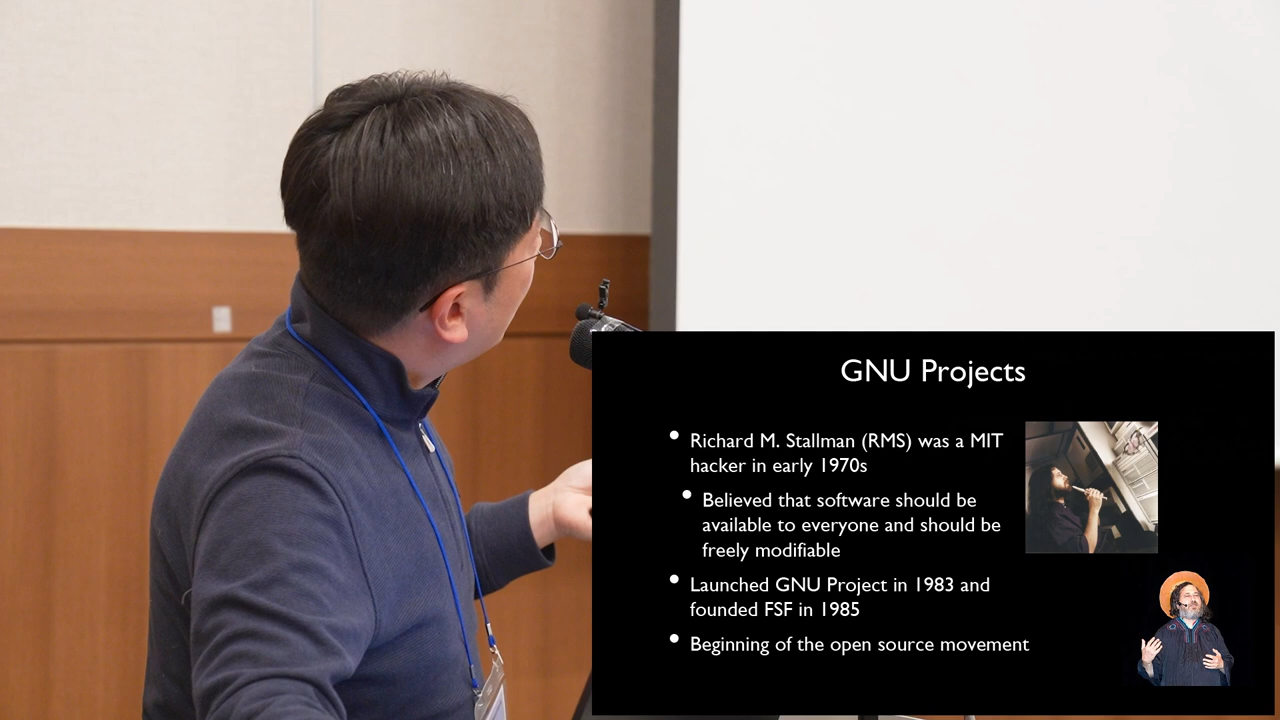 GNU Projects
Richard M. Stallman (RMS) was a MIT
hacker in early 1970s
Believed that software should be
available to everyone and should be
freely modifiable
Launched GNU Project in 1983 and
founded FSF in 1985
Beginning of the open source movement